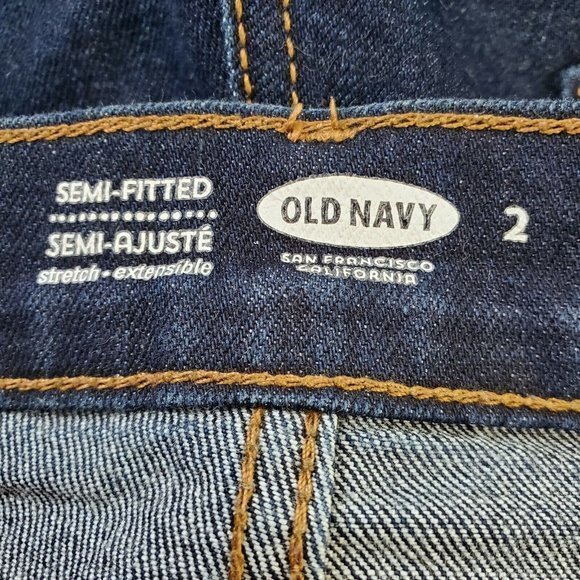 SEMI-FITTED
SEMI-AJUSTÉ
stretch • extensible
OLD NAVY
SAN FRANCISCO
CALIFORNIA
2